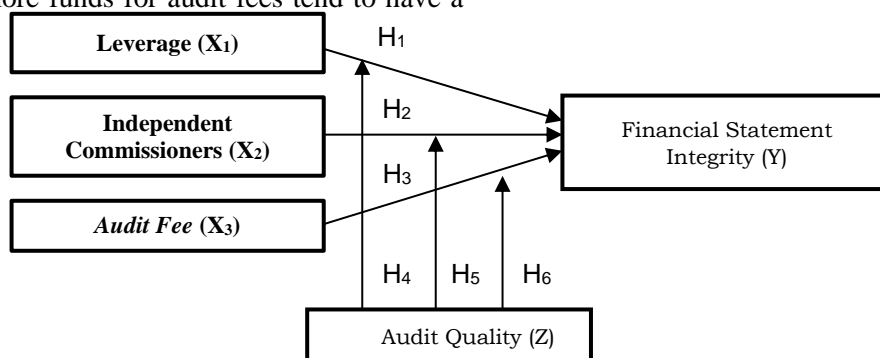 ore funds for audit fees tend to have a
Leverage (X₁)
H₁
Independent
Commissioners (X₂)
H₂
Financial Statement
Integrity (Y)
H₃
Audit Fee (X₃)
H₄ H₅ H₆
Audit Quality (Z)